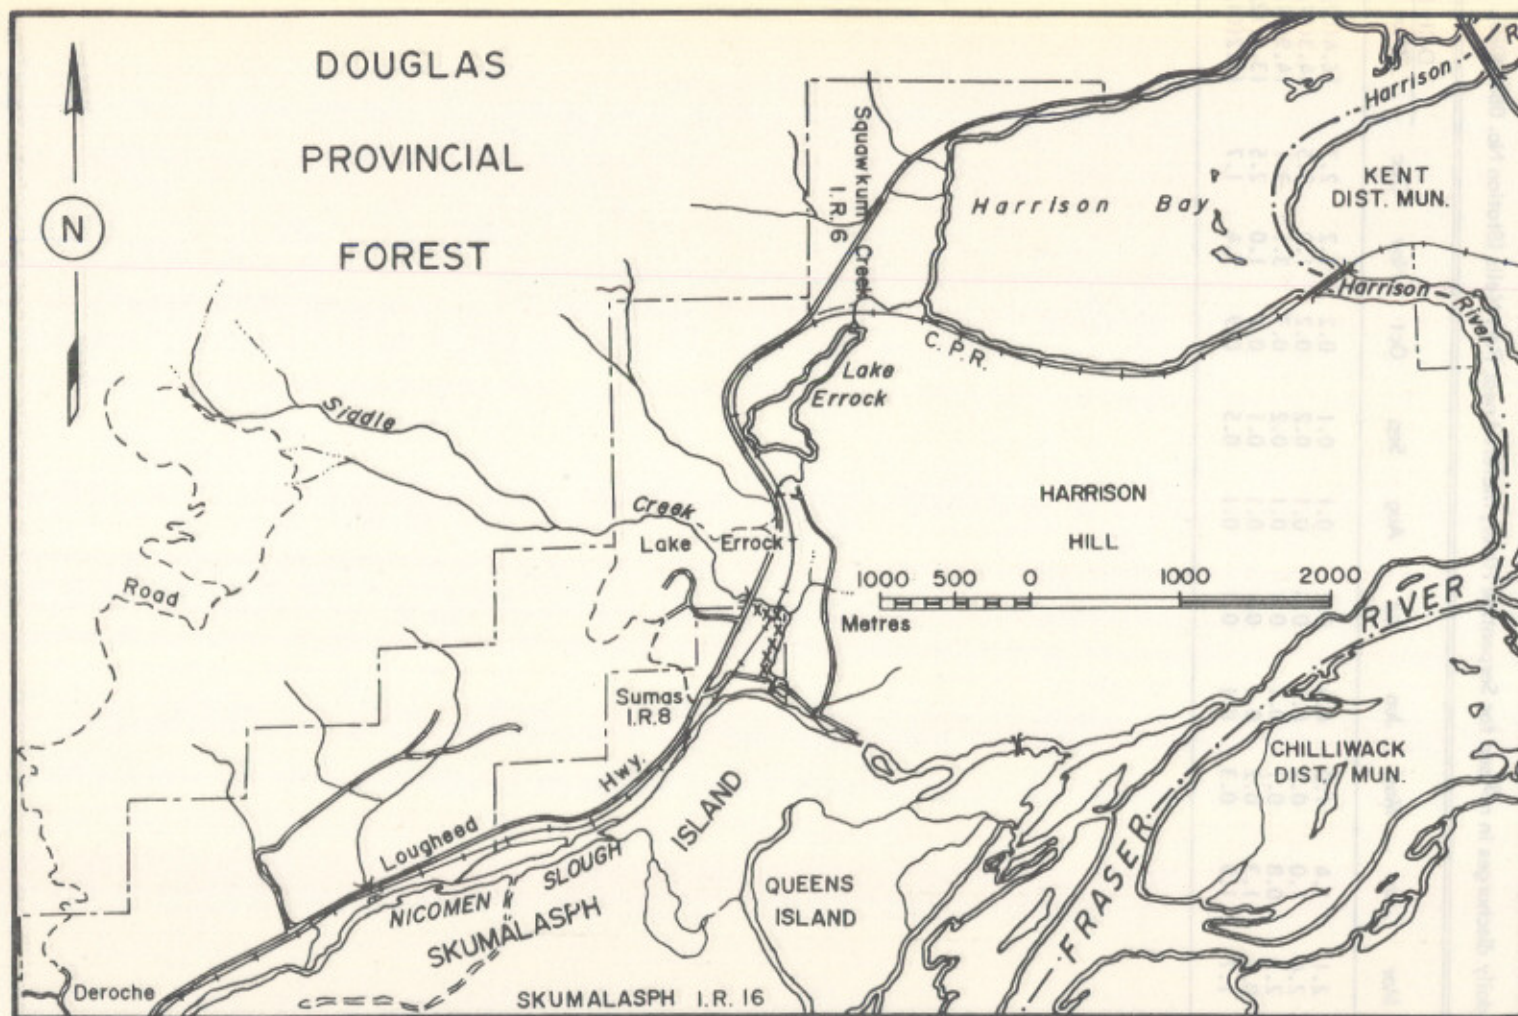 DOUGLAS
PROVINCIAL
FOREST
N
Squawkum Creek
I.R. 6
Harrison Bay
Harrison
I R
KENT
DIST. MUN.
Harrison River
C.P.R.
Lake
Errock
Siddle Creek
HARRISON
HILL
Lake Errock
1000 500 0 1000 2000
Metres
Road
Sumas
I.R.8
RIVER
CHILLIWACK
DIST. MUN.
Lougheed Hwy.
ISLAND
NICOMEN SLOUGH
SKUMALASPH
QUEENS
ISLAND
FRASER
Deroche
SKUMALASPH I.R. 16